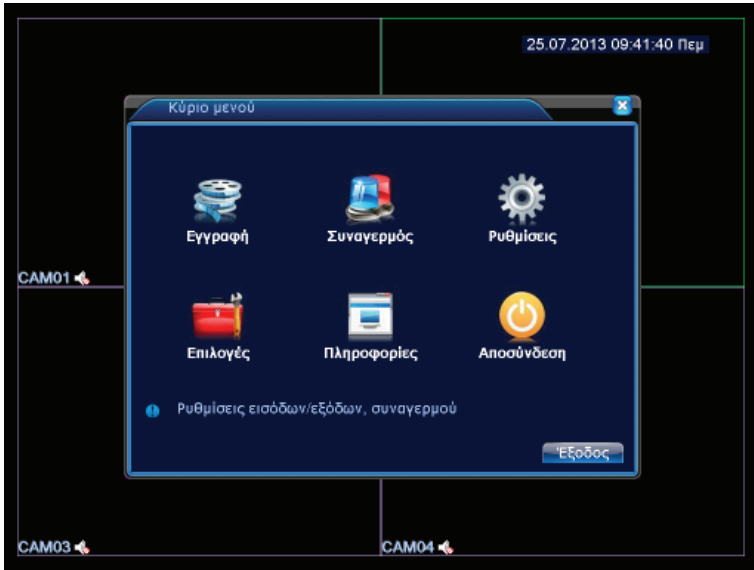 25.07.2013 09:41:40 Πεμ
Κύριο μενού
Εγγραφή
Συναγερμός
Ρυθμίσεις
CAM01
Επιλογές
Πληροφορίες
Αποσύνδεση
Ρυθμίσεις εισόδων/εξόδων, συναγερμού
Έξοδος
CAM03
CAM04